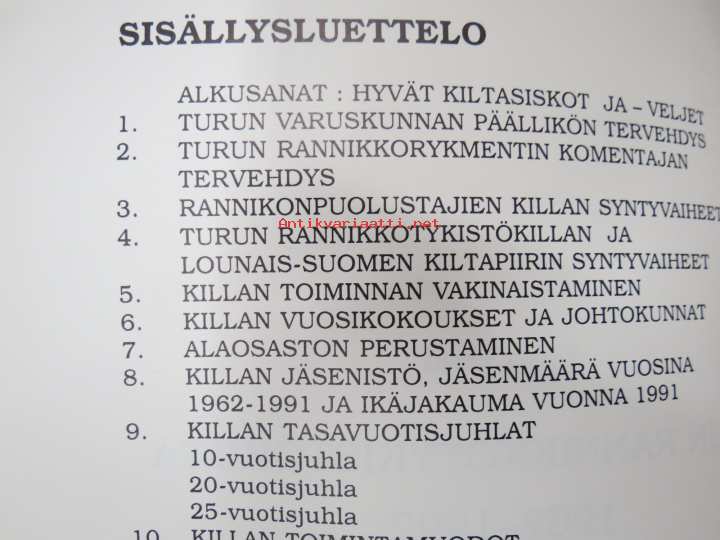 SISÄLLYSLUETTELO
ALKUSANAT : HYVÄT KILTASISKOT JA – VELJET
1. TURUN VARUSKUNNAN PÄÄLLIKÖN TERVEHDYS
2. TURUN RANNIKKORYKMENTIN KOMENTAJAN
TERVEHDYS
3. RANNIKONPUOLUSTAJIEN KILLAN SYNTYVAIHEET
Antikvariaatti.net
4. TURUN RANNIKKOTYKISTÖKILLAN JA
LOUNAIS-SUOMEN KILTAPIIRIN SYNTYVAIHEET
5. KILLAN TOIMINNAN VAKINAISTAMINEN
6. KILLAN VUOSIKOKOUKSET JA JOHTOKUNNAT
7. ALAOSASTON PERUSTAMINEN
8. KILLAN JÄSENISTÖ, JÄSENMÄÄRÄ VUOSINA
1962-1991 JA IKÄJAKAUMA VUONNA 1991
9. KILLAN TASAVUOTISJUHLAT
10-vuotisjuhla
20-vuotisjuhla
25-vuotisjuhla
10. KILLAN TOIMINTAMUODOT